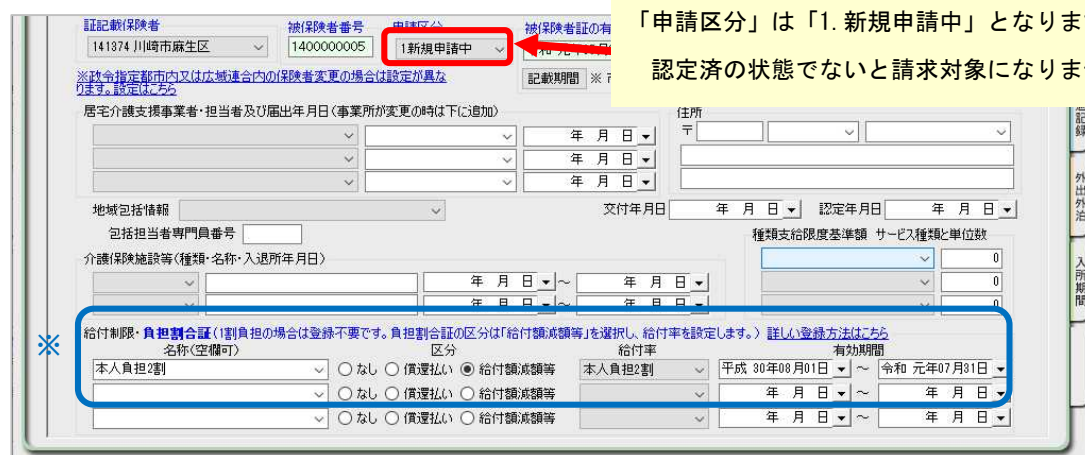 「申請区分」は「1.新規申請中」となりま
認定済の状態でないと請求対象になりま
証記載保険者 被保険者番号 申請区分 被保険者証の有
141374 川崎市麻生区 1400000005 1新規申請中
※政令指定都市内又は広域連合内の保険者変更の場合は設定が異な
ります。設定はこちら
記載期間 ※
居宅介護支援事業者・担当者及び届出年月日(事業所が変更の時は下に追加) 住所
年 月 日 〒
年 月 日
年 月 日
地域包括情報 交付年月日 年 月 日 認定年月日 年 月 日
包括担当者専門員番号 種類支給限度基準額 サービス種類と単位数
介護保険施設等(種類・名称・入退所年月日) 0
年 月 日 ～ 年 月 日 0
年 月 日 ～ 年 月 日 0
※ 給付制限・負担割合証(1割負担の場合は登録不要です。負担割合証の区分は「給付額減額等」を選択し、給付率を設定します。) 詳しい登録方法はこちら
名称(空欄可) 区分 給付率 有効期間
本人負担2割 なし 償還払い 給付額減額等 本人負担2割 平成 30年08月01日 ～ 令和 元年07月31日
なし 償還払い 給付額減額等 年 月 日 ～ 年 月 日
なし 償還払い 給付額減額等 年 月 日 ～ 年 月 日
録
外出外泊
入所期間